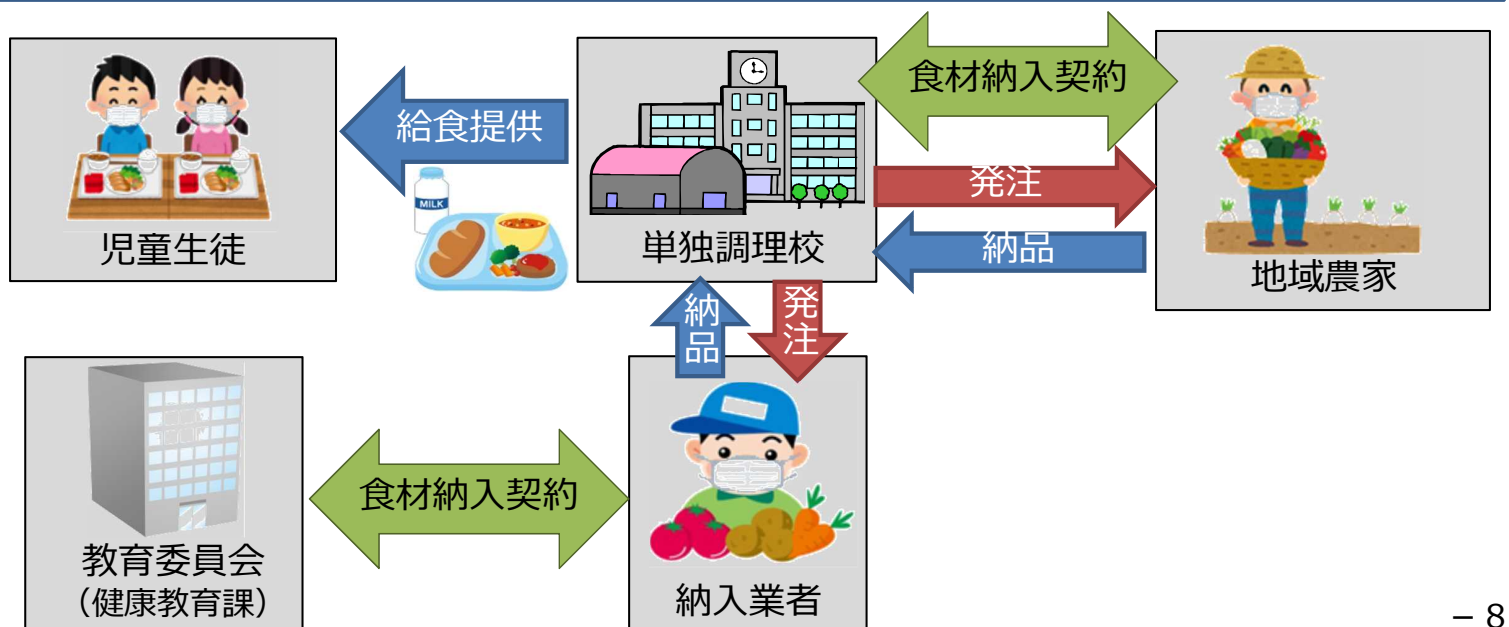 給食提供
MILK
児童生徒
単独調理校
食材納入契約
発注
納品
地域農家
納品
発注
教育委員会
（健康教育課）
食材納入契約
納入業者
－ 8